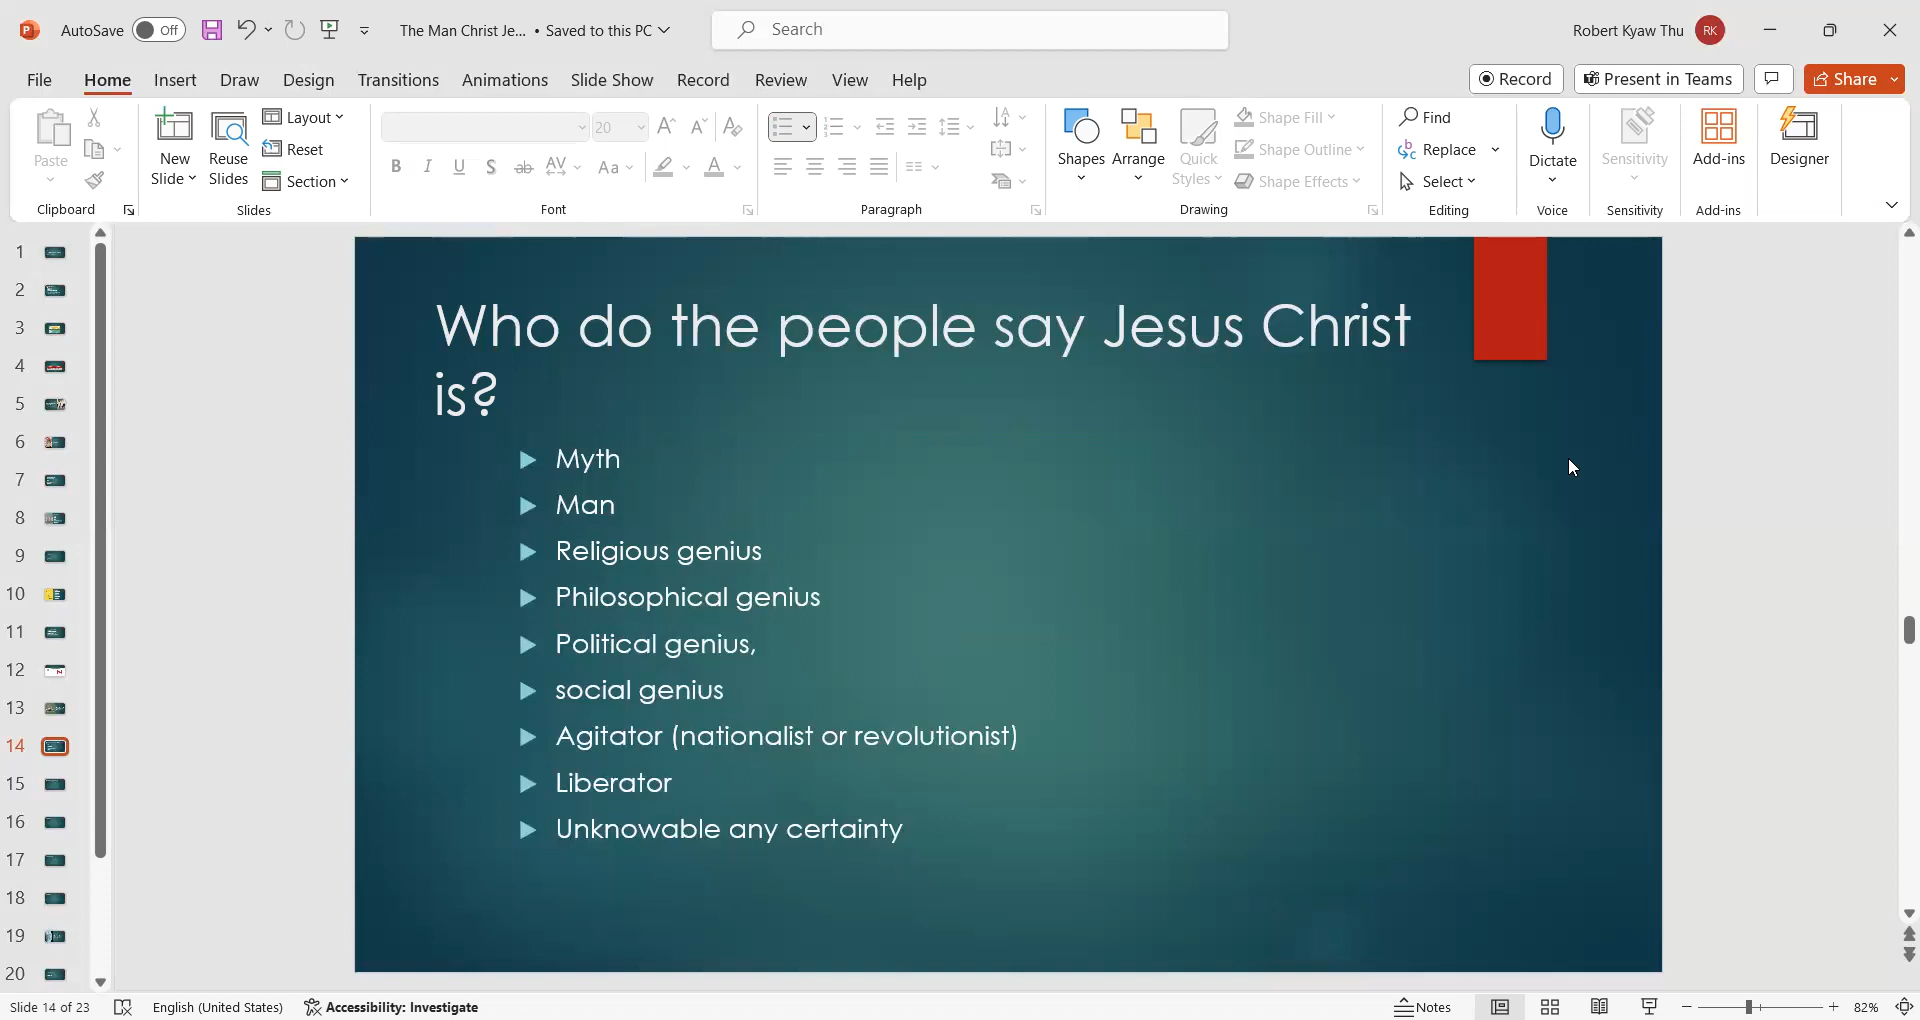 AutoSave Off The Man Christ Je... • Saved to this PC Search Robert Kyaw Thu RK
File Home Insert Draw Design Transitions Animations Slide Show Record Review View Help Record Present in Teams Share
Paste
Clipboard
New Slide
Reuse Slides
Layout
Reset
Section
Slides
20
B I U S ab AV Aa A
Font
Paragraph
Shapes
Arrange
Quick Styles
Shape Fill
Shape Outline
Shape Effects
Drawing
Find
Replace
Select
Editing
Dictate
Voice
Sensitivity
Sensitivity
Add-ins
Add-ins
Designer
1
2
3
4
5
6
7
8
9
10
11
12
13
14
15
16
17
18
19
20
Who do the people say Jesus Christ
is?
Myth
Man
Religious genius
Philosophical genius
Political genius,
social genius
Agitator (nationalist or revolutionist)
Liberator
Unknowable any certainty
Slide 14 of 23 English (United States) Accessibility: Investigate Notes 82%